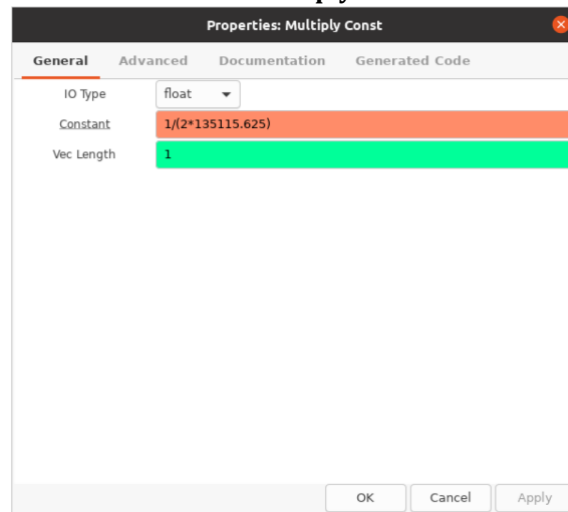 Properties: Multiply Const
General Advanced Documentation Generated Code
IO Type float
Constant 1/(2*135115.625)
Vec Length 1
OK Cancel Apply